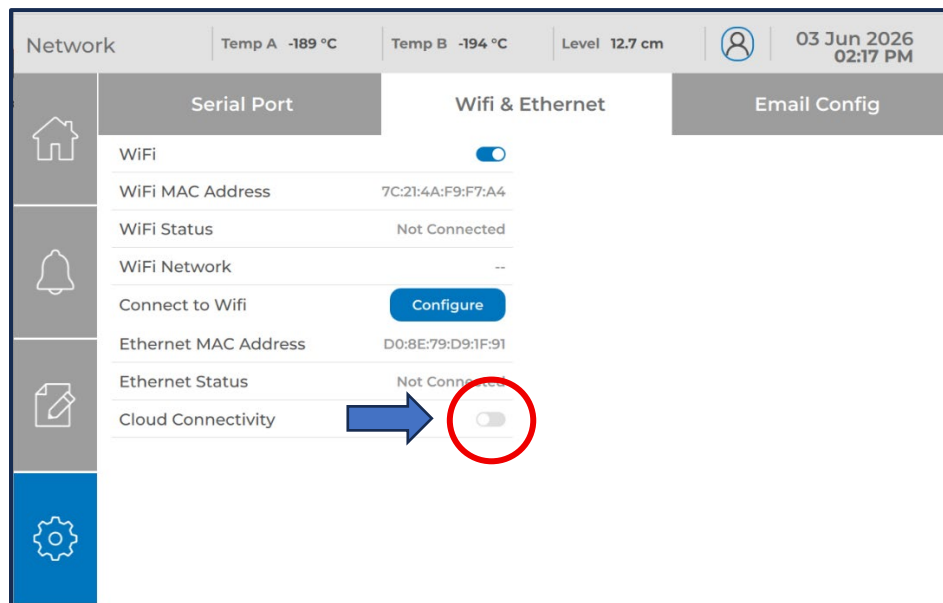 Network Temp A -189 °C Temp B -194 °C Level 12.7 cm 03 Jun 2026
02:17 PM
Serial Port Wifi & Ethernet Email Config
WiFi
WiFi MAC Address 7C:21:4A:F9:F7:A4
WiFi Status Not Connected
WiFi Network --
Connect to Wifi Configure
Ethernet MAC Address D0:8E:79:D9:1F:91
Ethernet Status Not Connected
Cloud Connectivity